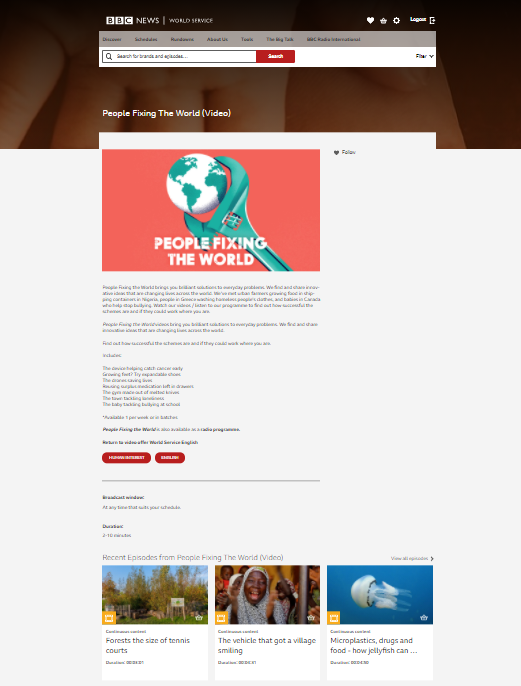 BBC NEWS | WORLD SERVICE
Logout
Discover Schedules Rundowns About Us Tools The Big Talk BBC Radio International
Search for brands and episodes...
Search
Filter
People Fixing The World (Video)
Follow
PEOPLE FIXING
THE WORLD
People Fixing the World brings you brilliant solutions to everyday problems. We find and share innov-
ative ideas that are changing lives across the world. We've met urban farmers growing food in ship-
ping containers in Nigeria, people in Greece washing homeless people's clothes, and babies in Canada
who help stop bullying. Watch our videos / listen to our programme to find out how successful the
schemes are and if they could work where you are.
People Fixing the World videos bring you brilliant solutions to everyday problems. We find and share
innovative ideas that are changing lives across the world.
Find out how successful the schemes are and if they could work where you are.
Includes:
The device helping catch cancer early
Growing feet? Try expandable shoes
The drones saving lives
Reusing surplus medication left in drawers
The gym made out of melted knives
The town tackling loneliness
The baby tackling bullying at school
*Available 1 per week or in batches
People Fixing the World is also available as a radio programme.
Return to video offer World Service English
HUMAN INTEREST
ENGLISH
Broadcast window:
At any time that suits your schedule.
Duration:
2-10 minutes
Recent Episodes from People Fixing The World (Video)
View all episodes
Continuous content
Forests the size of tennis
courts
Duration: 00:05:01
Continuous content
The vehicle that got a village
smiling
Duration: 00:04:31
Continuous content
Microplastics, drugs and
food - how jellyfish can ...
Duration: 00:04:50